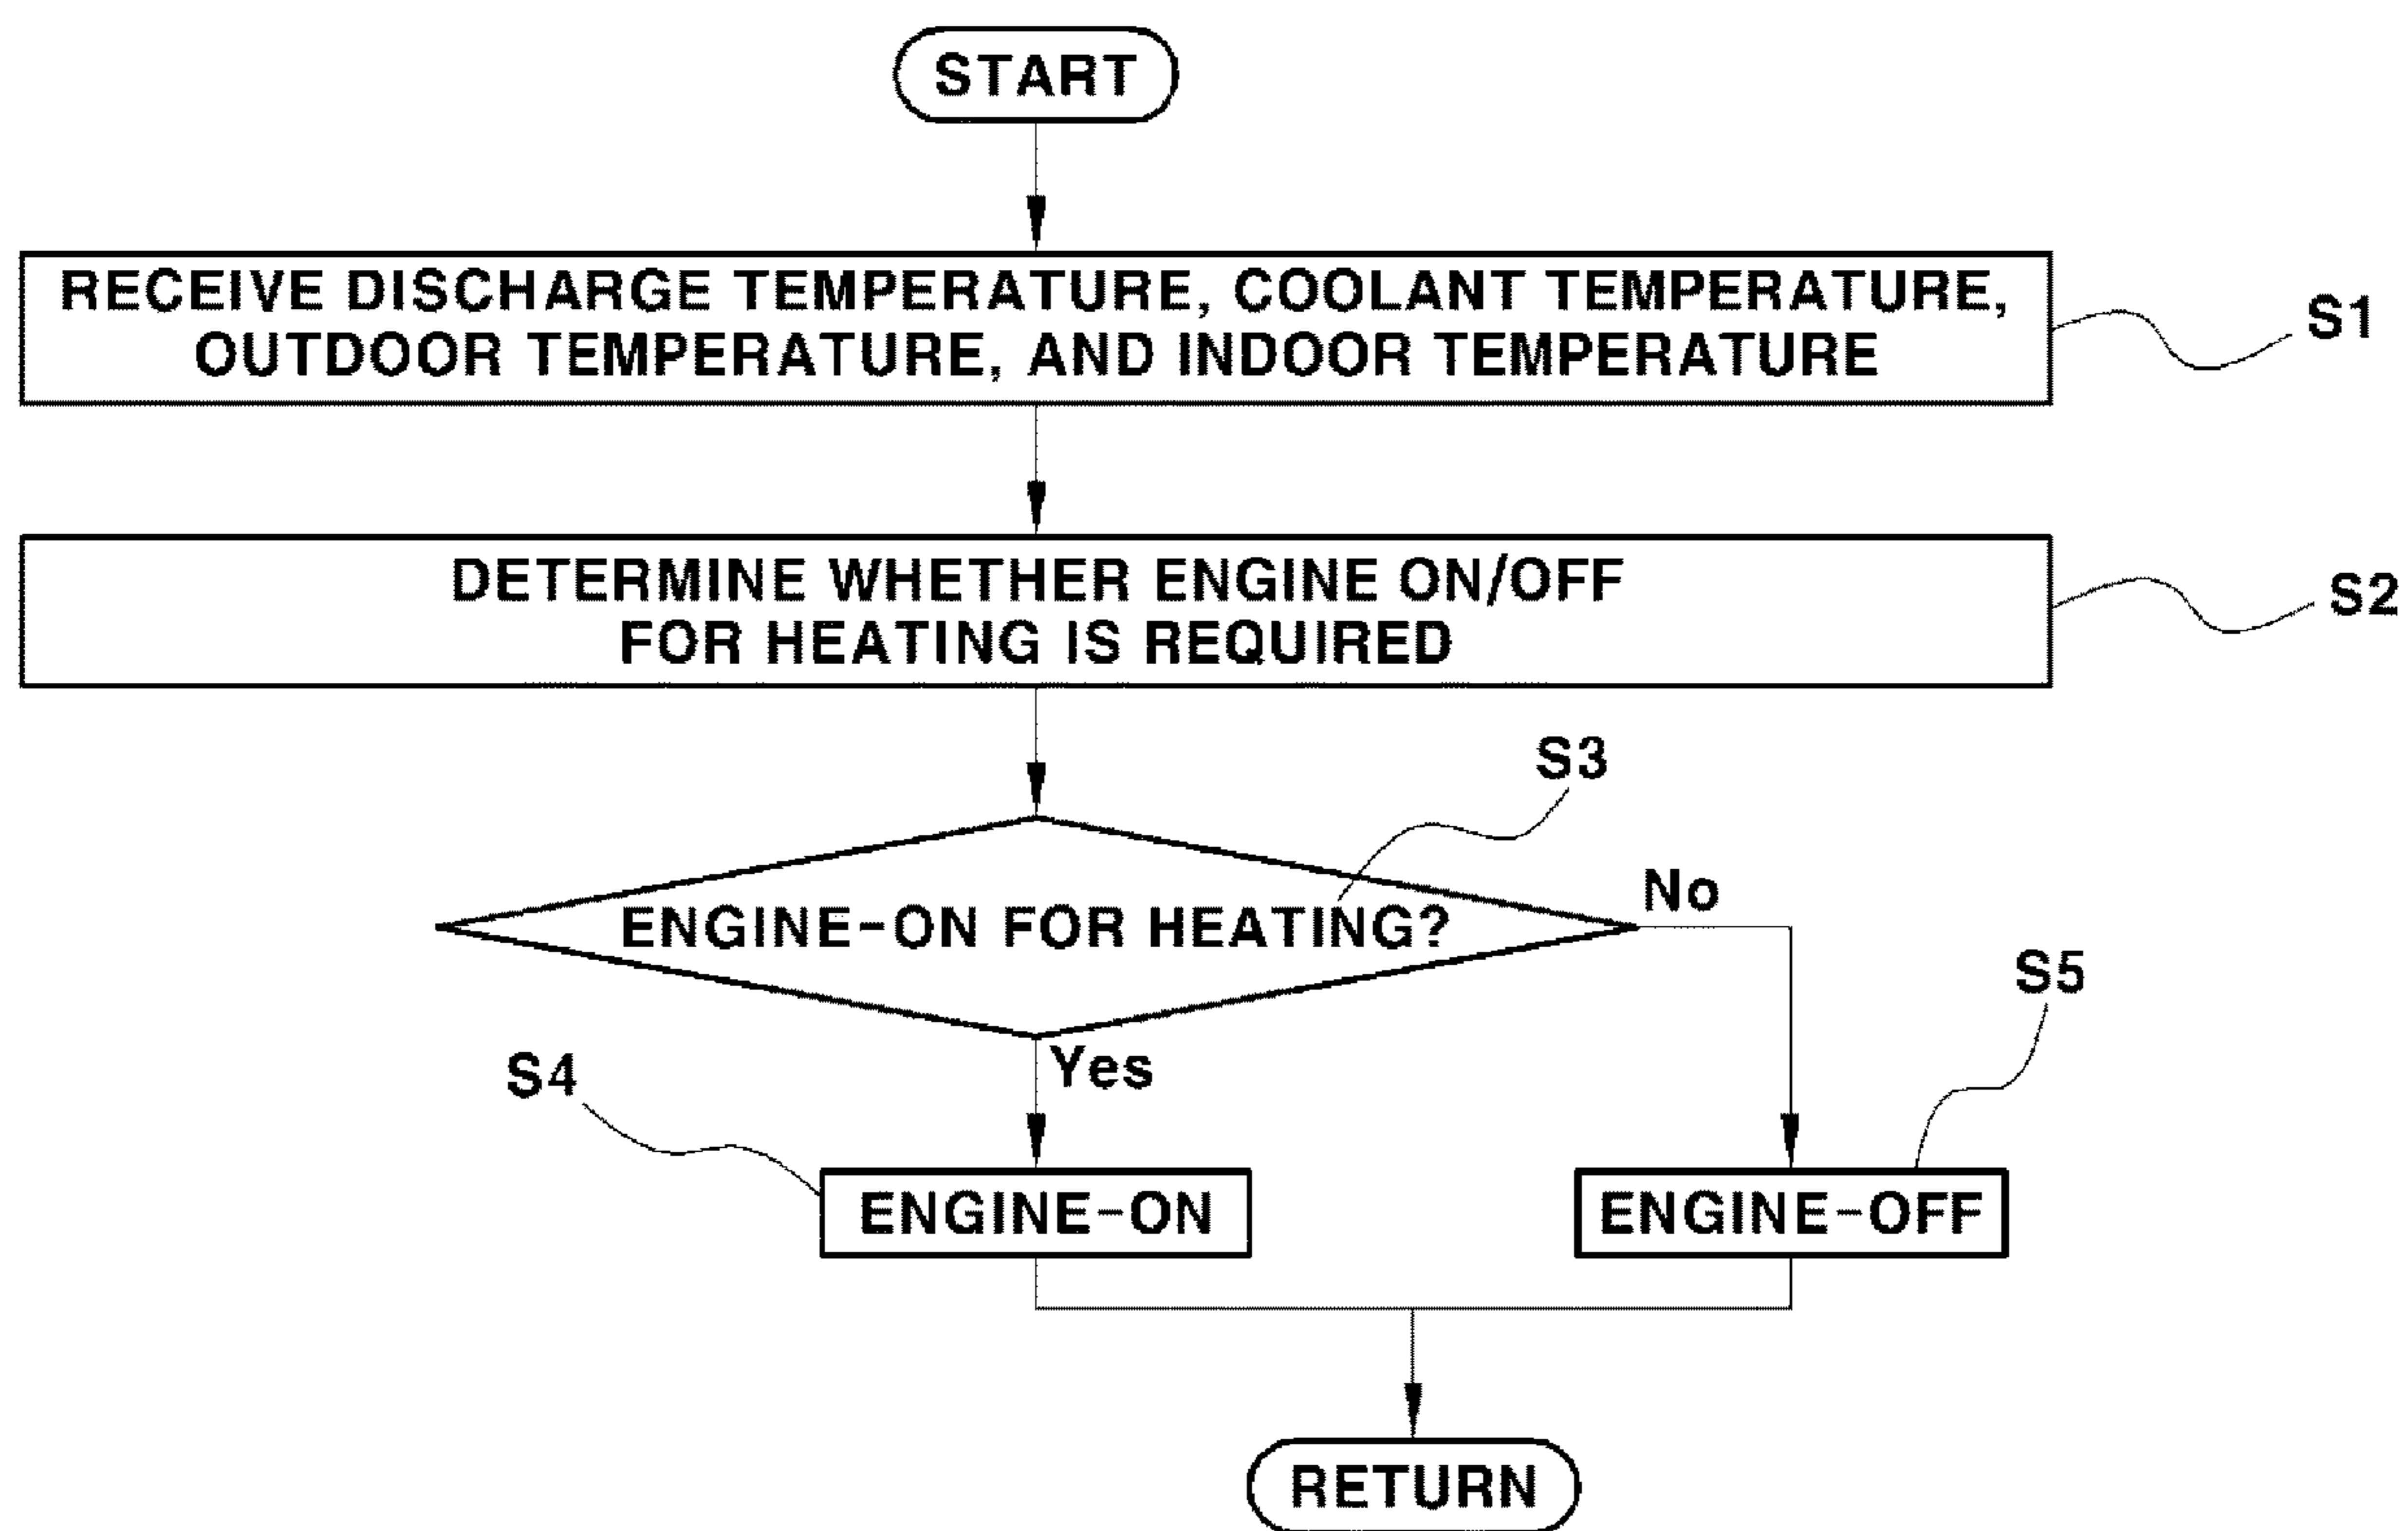 START
RECEIVE DISCHARGE TEMPERATURE, COOLANT TEMPERATURE,
OUTDOOR TEMPERATURE, AND INDOOR TEMPERATURE
S1
DETERMINE WHETHER ENGINE ON/OFF
FOR HEATING IS REQUIRED
S2
S3
ENGINE-ON FOR HEATING?
No
S5
Yes
S4
ENGINE-ON
ENGINE-OFF
RETURN